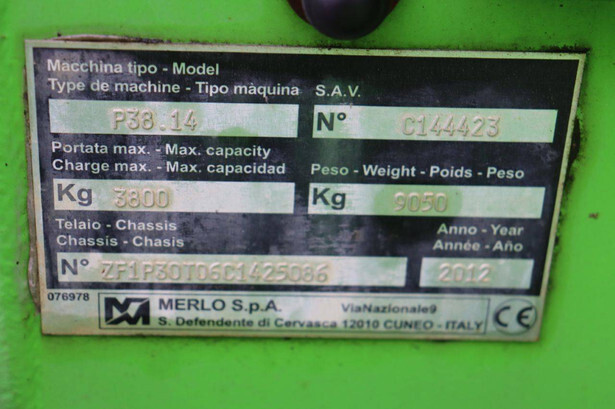 Macchina tipo - Model
Type de machine - Tipo màquina S.A.V.
P38.14 N° C144423
Portata max. - Max. capacity
Charge max. - Max. capacidad Peso - Weight - Poids - Peso
Kg 3800 Kg 9050
Telaio - Chassis Anno - Year
Chassis - Chasis Année - Año
N° ZF1P30T06C1425086 2012
076978 MERLO S.p.A. ViaNazionale9
S. Defendente di Cervasca 12010 CUNEO - ITALY CE